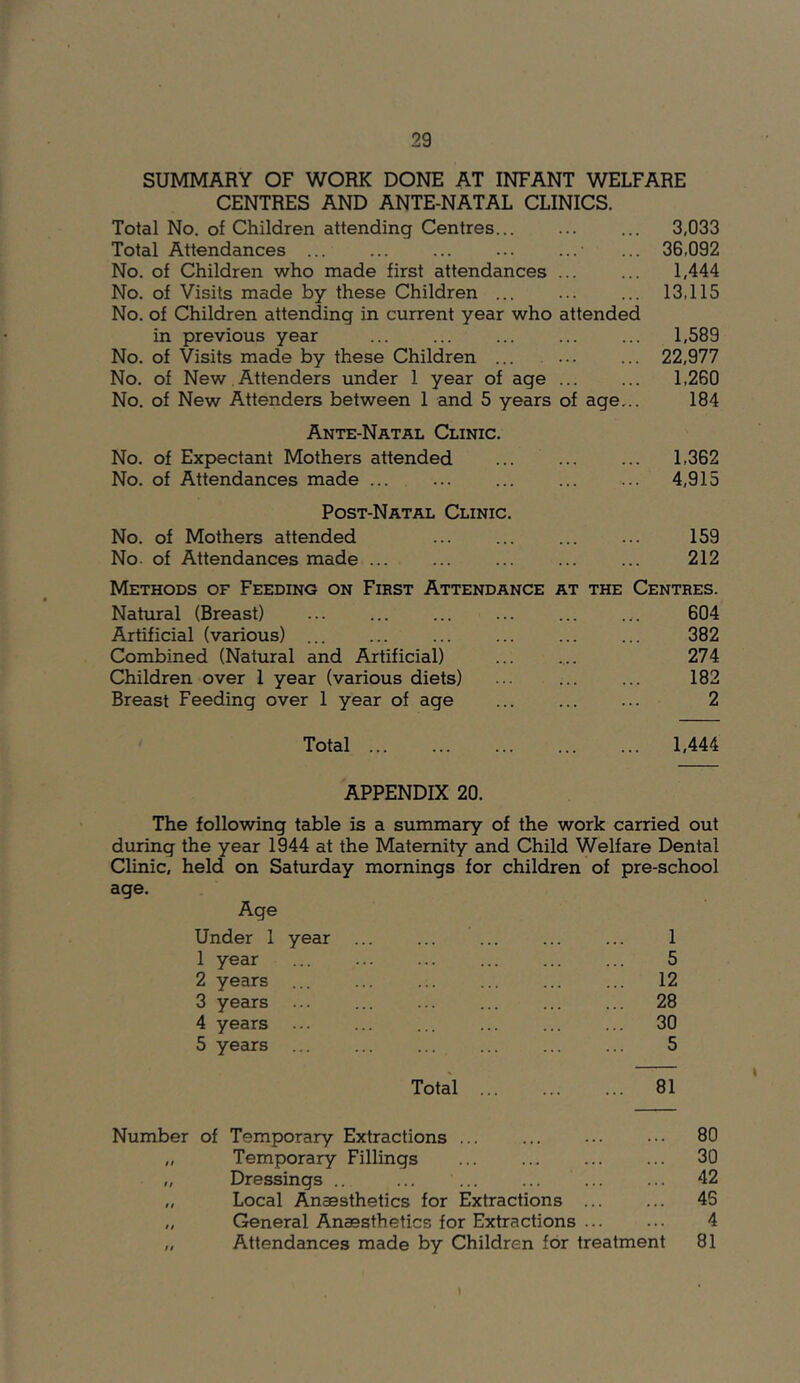 29
SUMMARY OF WORK DONE AT INFANT WELFARE
CENTRES AND ANTE-NATAL CLINICS.
Total No. of Children attending Centres... ... ... 3,033
Total Attendances ... ... ... ... ... ... 36,092
No. of Children who made first attendances ... ... 1,444
No. of Visits made by these Children ... ... ... 13,115
No. of Children attending in current year who attended
in previous year ... ... ... ... ... 1,589
No. of Visits made by these Children ... ... ... 22,977
No. of New Attenders under 1 year of age ... ... 1,260
No. of New Attenders between 1 and 5 years of age... 184
ANTE-NATAL CLINIC.
No. of Expectant Mothers attended ... ... ... 1,362
No. of Attendances made ... ... ... ... ... 4,915
POST-NATAL CLINIC.
No. of Mothers attended ... ... ... ... 159
No. of Attendances made ... ... ... ... ... 212
METHODS OF FEEDING ON FIRST ATTENDANCE AT THE CENTRES.
Natural (Breast) ... ... ... ... ... ... 604
Artificial (various) ... ... ... ... ... ... 382
Combined (Natural and Artificial) ... ... 274
Children over 1 year (various diets) ... ... ... 182
Breast Feeding over 1 year of age ... ... ... 2
Total ... ... ... ... ... 1,444
APPENDIX 20.
The following table is a summary of the work carried out
during the year 1944 at the Maternity and Child Welfare Dental
Clinic, held on Saturday mornings for children of pre-school
age.
Age
Under 1 year ... ... ... ... ... 1
1 year ... ... ... ... ... ... 5
2 years ... ... ... ... ... ... 12
3 years ... ... ... ... ... ... 28
4 years ... ... ... ... ... ... 30
5 years ... ... ... ... ... ... 5
Total ... ... ... 81
Number of Temporary Extractions ... ... ... ... 80
„ Temporary Fillings ... ... ... ... 30
„ Dressings .. ... ... ... ... ... 42
„ Local Anæsthetics for Extractions ... ... 46
„ General Anæsthetics for Extractions ... ... 4
„ Attendances made by Children for treatment 81